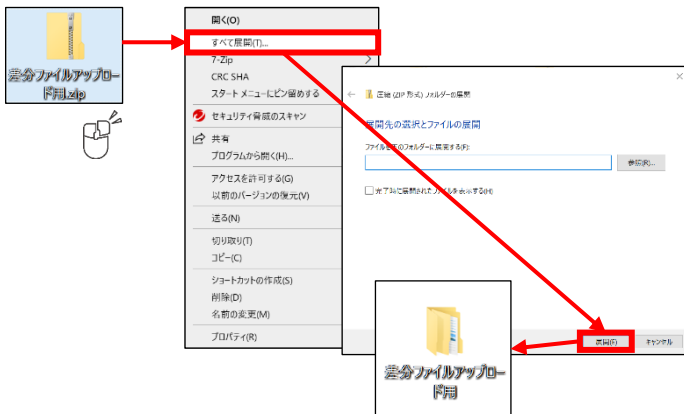 差分ファイルアップロー
ド用.zip
開く(O)
すべて展開(T)...
7-Zip
CRC SHA
スタート メニューにピン留めする
セキュリティ脅威のスキャン
共有
プログラムから開く(H)...
アクセスを許可する(G)
以前のバージョンの復元(V)
送る(N)
切り取り(T)
コピー(C)
ショートカットの作成(S)
削除(D)
名前の変更(M)
プロパティ(R)
圧縮 (ZIP 形式) フォルダーの展開
展開先の選択とファイルの展開
ファイルを下のフォルダーに展開する(F):
参照(R)...
完了時に展開されたファイルを表示する(H)
展開(E)
キャンセル
差分ファイルアップロー
ド用